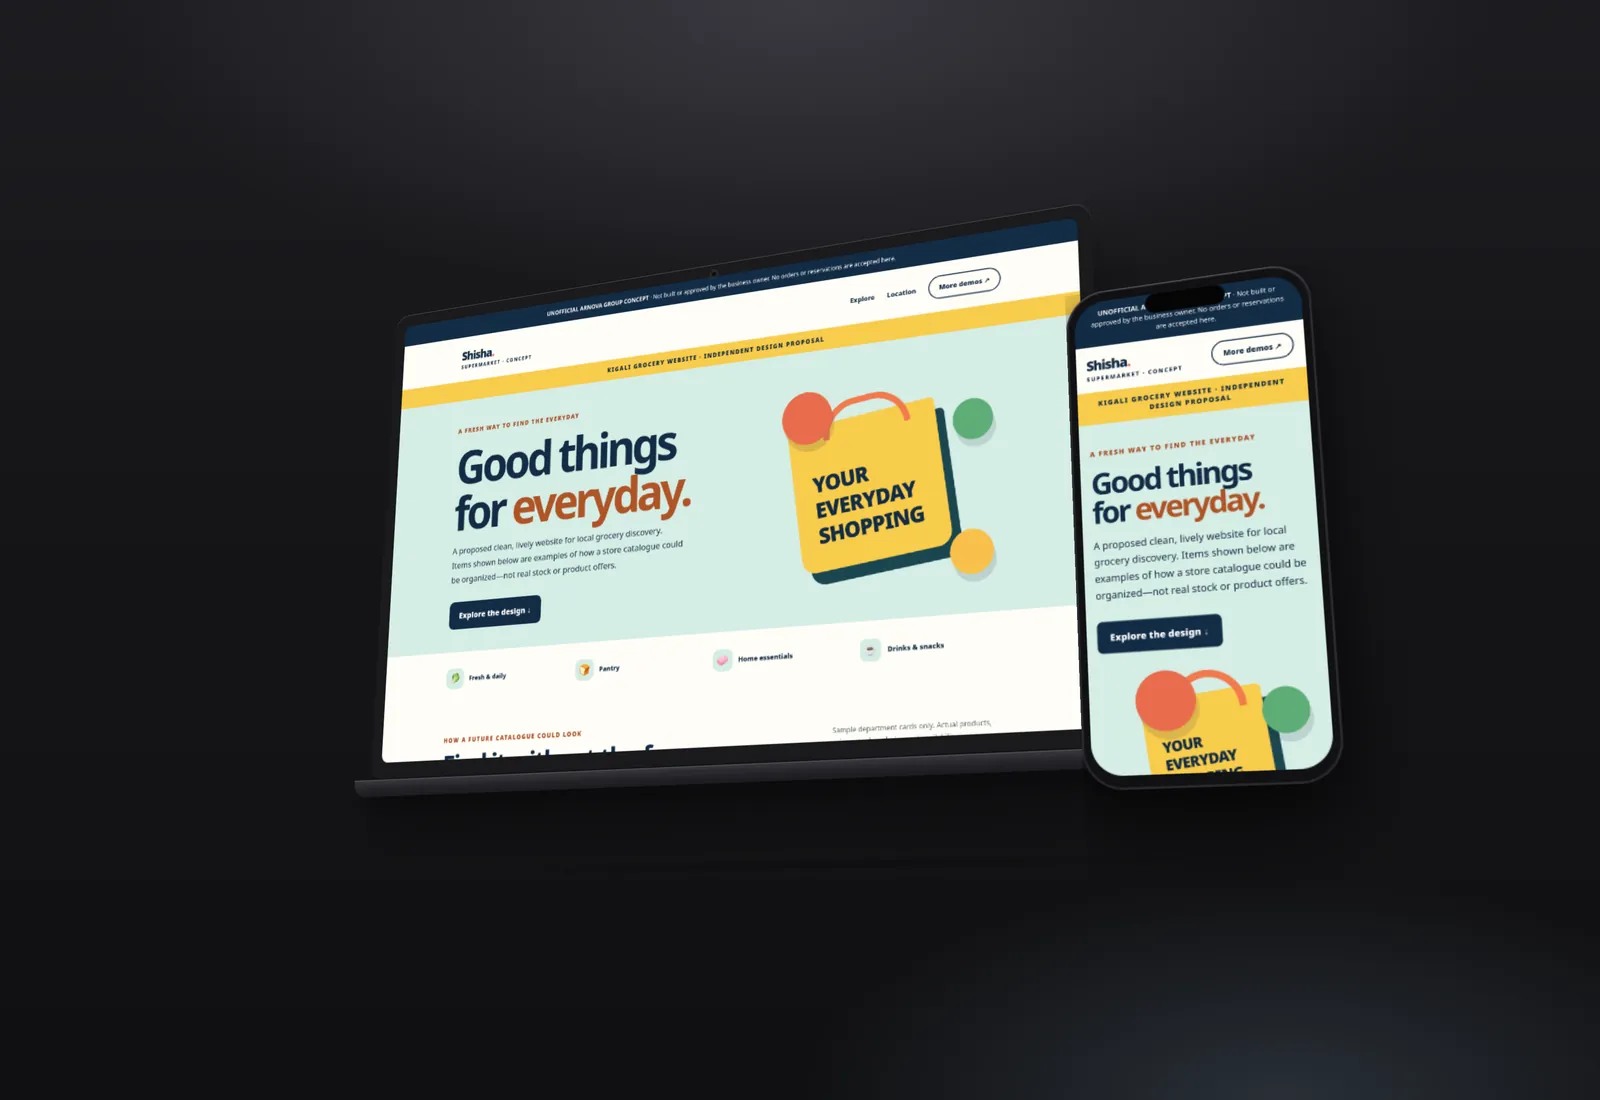 UNOFFICIAL ARNOVA GROUP CONCEPT · Not built or approved by the business owner. No orders or reservations are accepted here.
Shisha.
SUPERMARKET · CONCEPT
Explore
Location
More demos ↗
KIGALI GROCERY WEBSITE · INDEPENDENT DESIGN PROPOSAL
A FRESH WAY TO FIND THE EVERYDAY
Good things
for everyday.
A proposed clean, lively website for local grocery discovery.
Items shown below are examples of how a store catalogue could
be organized—not real stock or product offers.
Explore the design ↓
YOUR
EVERYDAY
SHOPPING
Fresh & daily
Pantry
Home essentials
Drinks & snacks
HOW A FUTURE CATALOGUE COULD LOOK
Sample department cards only. Actual products,
UNOFFICIAL Not built or
approved by the business owner. No orders or reservations
are accepted here.
Shisha.
SUPERMARKET · CONCEPT
More demos ↗
KIGALI GROCERY WEBSITE · INDEPENDENT
DESIGN PROPOSAL
A FRESH WAY TO FIND THE EVERYDAY
Good things
for everyday.
A proposed clean, lively website for local
grocery discovery. Items shown below are
examples of how a store catalogue could be
organized—not real stock or product offers.
Explore the design ↓
YOUR
EVERYDAY